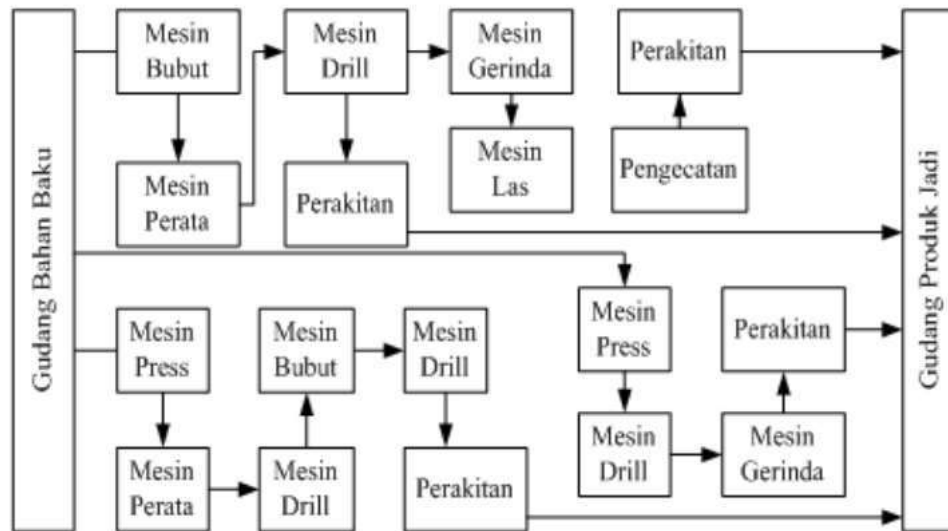 Gudang Bahan Baku
Mesin
Bubut
Mesin
Drill
Mesin
Gerinda
Perakitan
Mesin
Perata
Perakitan
Mesin
Las
Pengecatan
Mesin
Press
Mesin
Bubut
Mesin
Drill
Mesin
Press
Perakitan
Mesin
Perata
Mesin
Drill
Perakitan
Mesin
Drill
Mesin
Gerinda
Gudang Produk Jadi